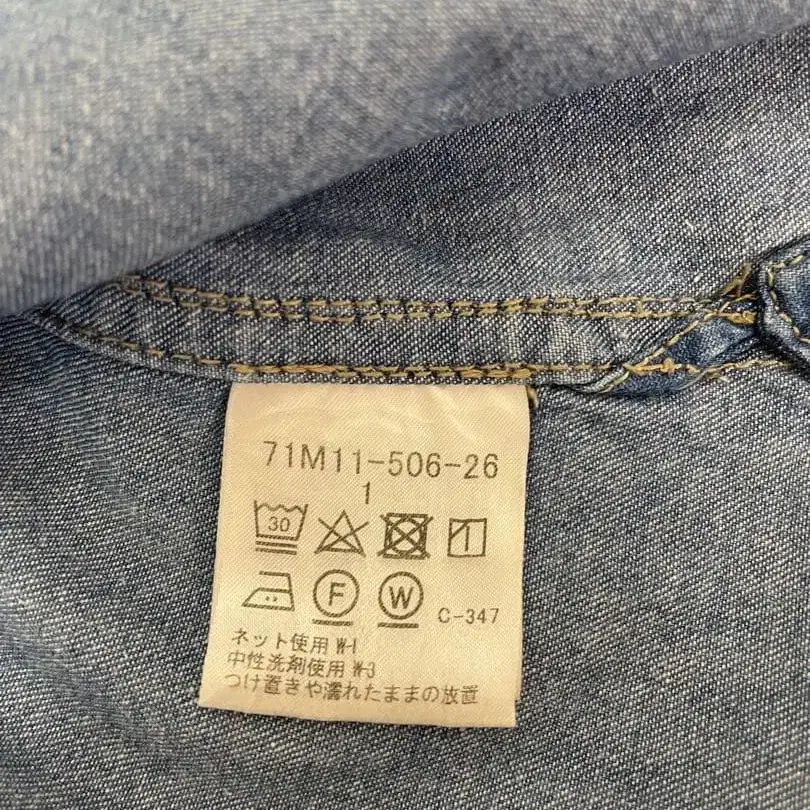 71M11-506-26
1
30
F W C-347
ネット使用 W-1
中性洗剤使用 W-3
つけ置きや濡れたままの放置